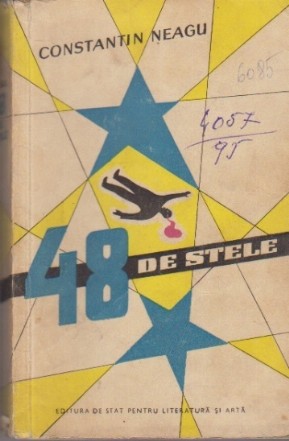 CONSTANTIN NEAGU
6085
4057
95
48
DE STELE
EDITURA DE STAT PENTRU LITERATURĂ ȘI ARTĂ